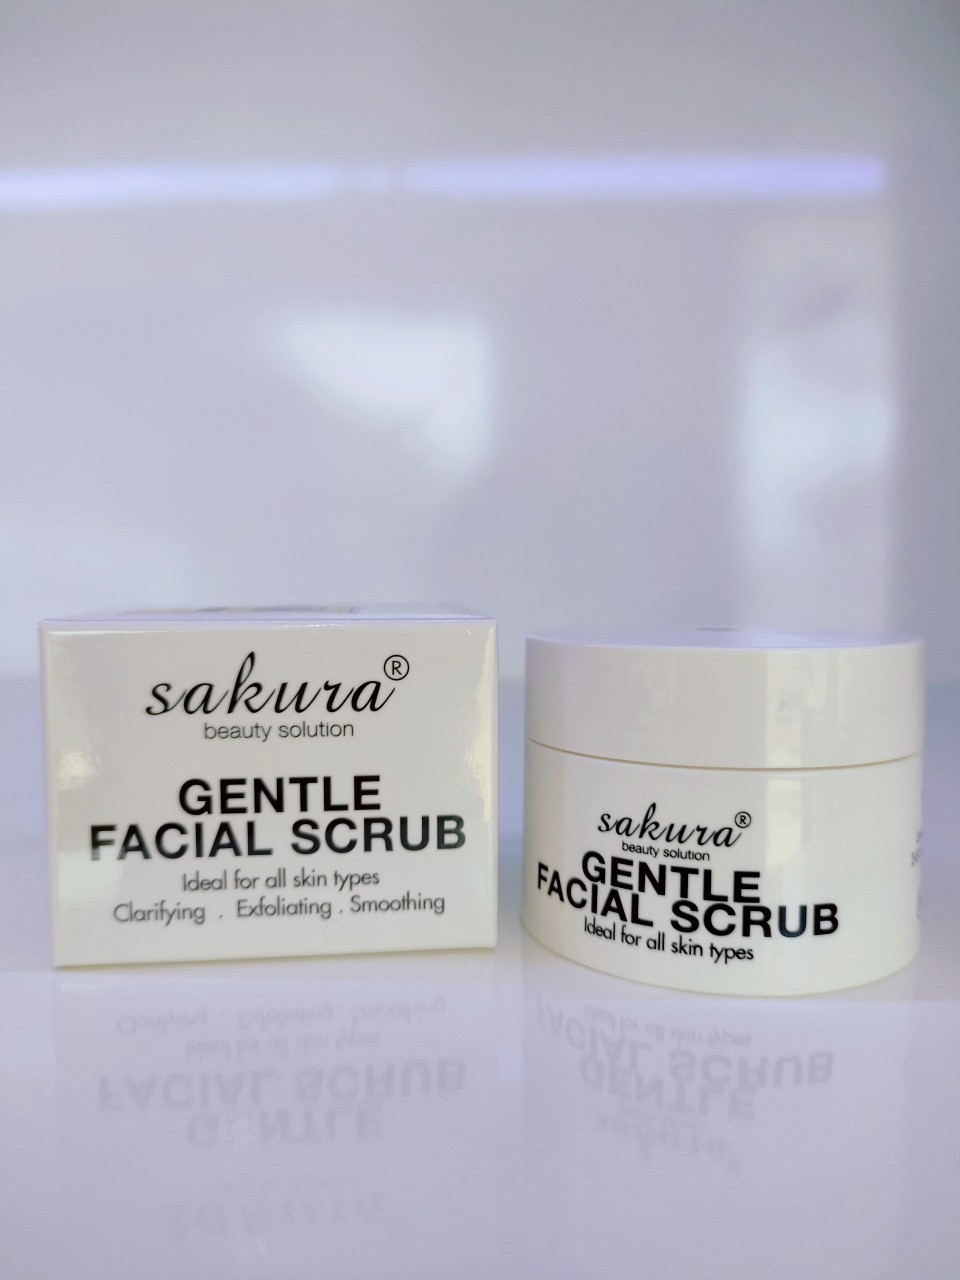 sakura®
beauty solution
GENTLE
FACIAL SCRUB
Ideal for all skin types
Clarifying . Exfoliating . Smoothing
sakura®
beauty solution
GENTLE
FACIAL SCRUB
Ideal for all skin types